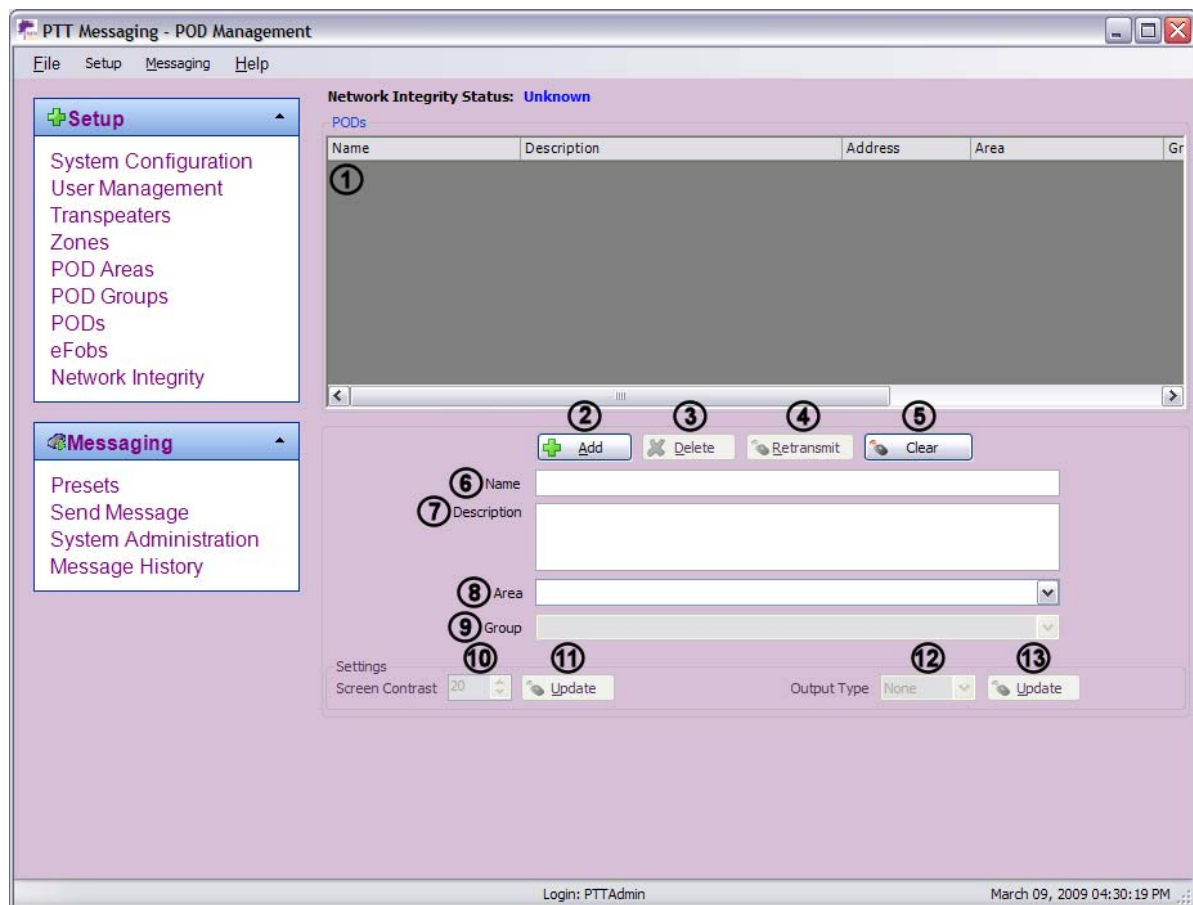 PTT Messaging - POD Management
File Setup Messaging Help
Network Integrity Status: Unknown
Setup
System Configuration
User Management
Transpeaters
Zones
POD Areas
POD Groups
PODs
eFobs
Network Integrity
Messaging
Presets
Send Message
System Administration
Message History
PODs
Name Description Address Area Gr
1
2 3 4 5
Add Delete Retransmit Clear
6 Name
7 Description
8 Area
9 Group
10 11 12 13
Settings
Screen Contrast 20 Update Output Type None Update
Login: PTTAdmin March 09, 2009 04:30:19 PM